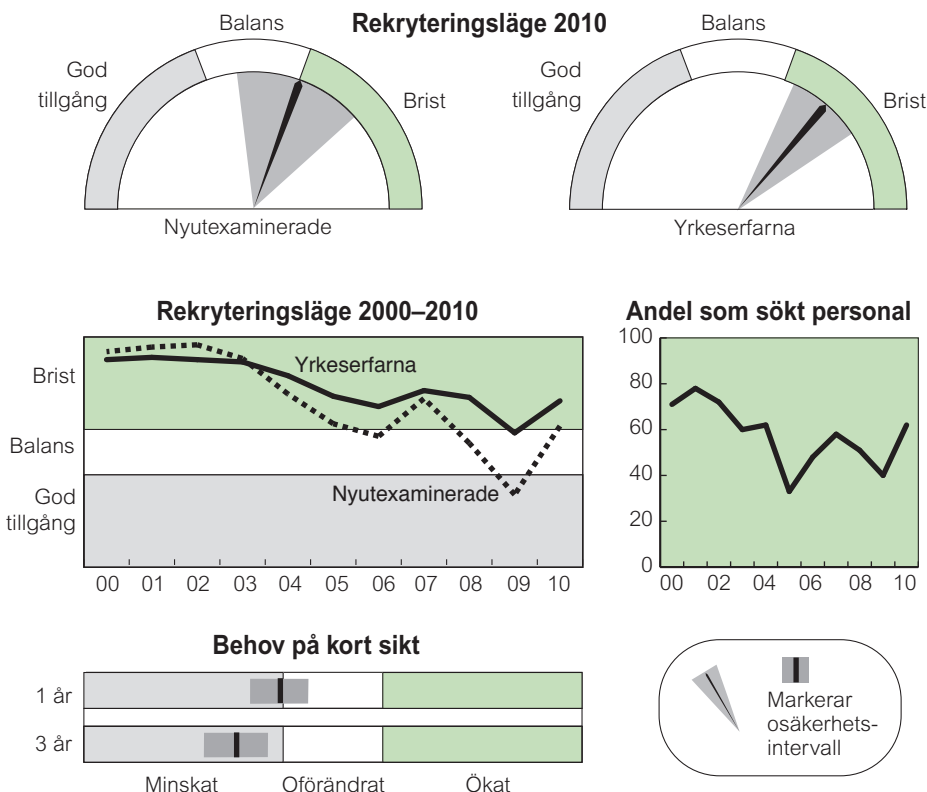 Rekryteringsläge 2010
Balans
God
tillgång
Brist
Nyutexaminerade
Balans
God
tillgång
Brist
Yrkeserfarna
Rekryteringsläge 2000–2010
Brist
Balans
God
tillgång
Yrkeserfarna
Nyutexaminerade
00 01 02 03 04 05 06 07 08 09 10
Andel som sökt personal
100
80
60
40
20
0
00 02 04 06 08 10
Behov på kort sikt
1 år
3 år
Minskat Oförändrat Ökat
Markerar
osäkerhets-
intervall